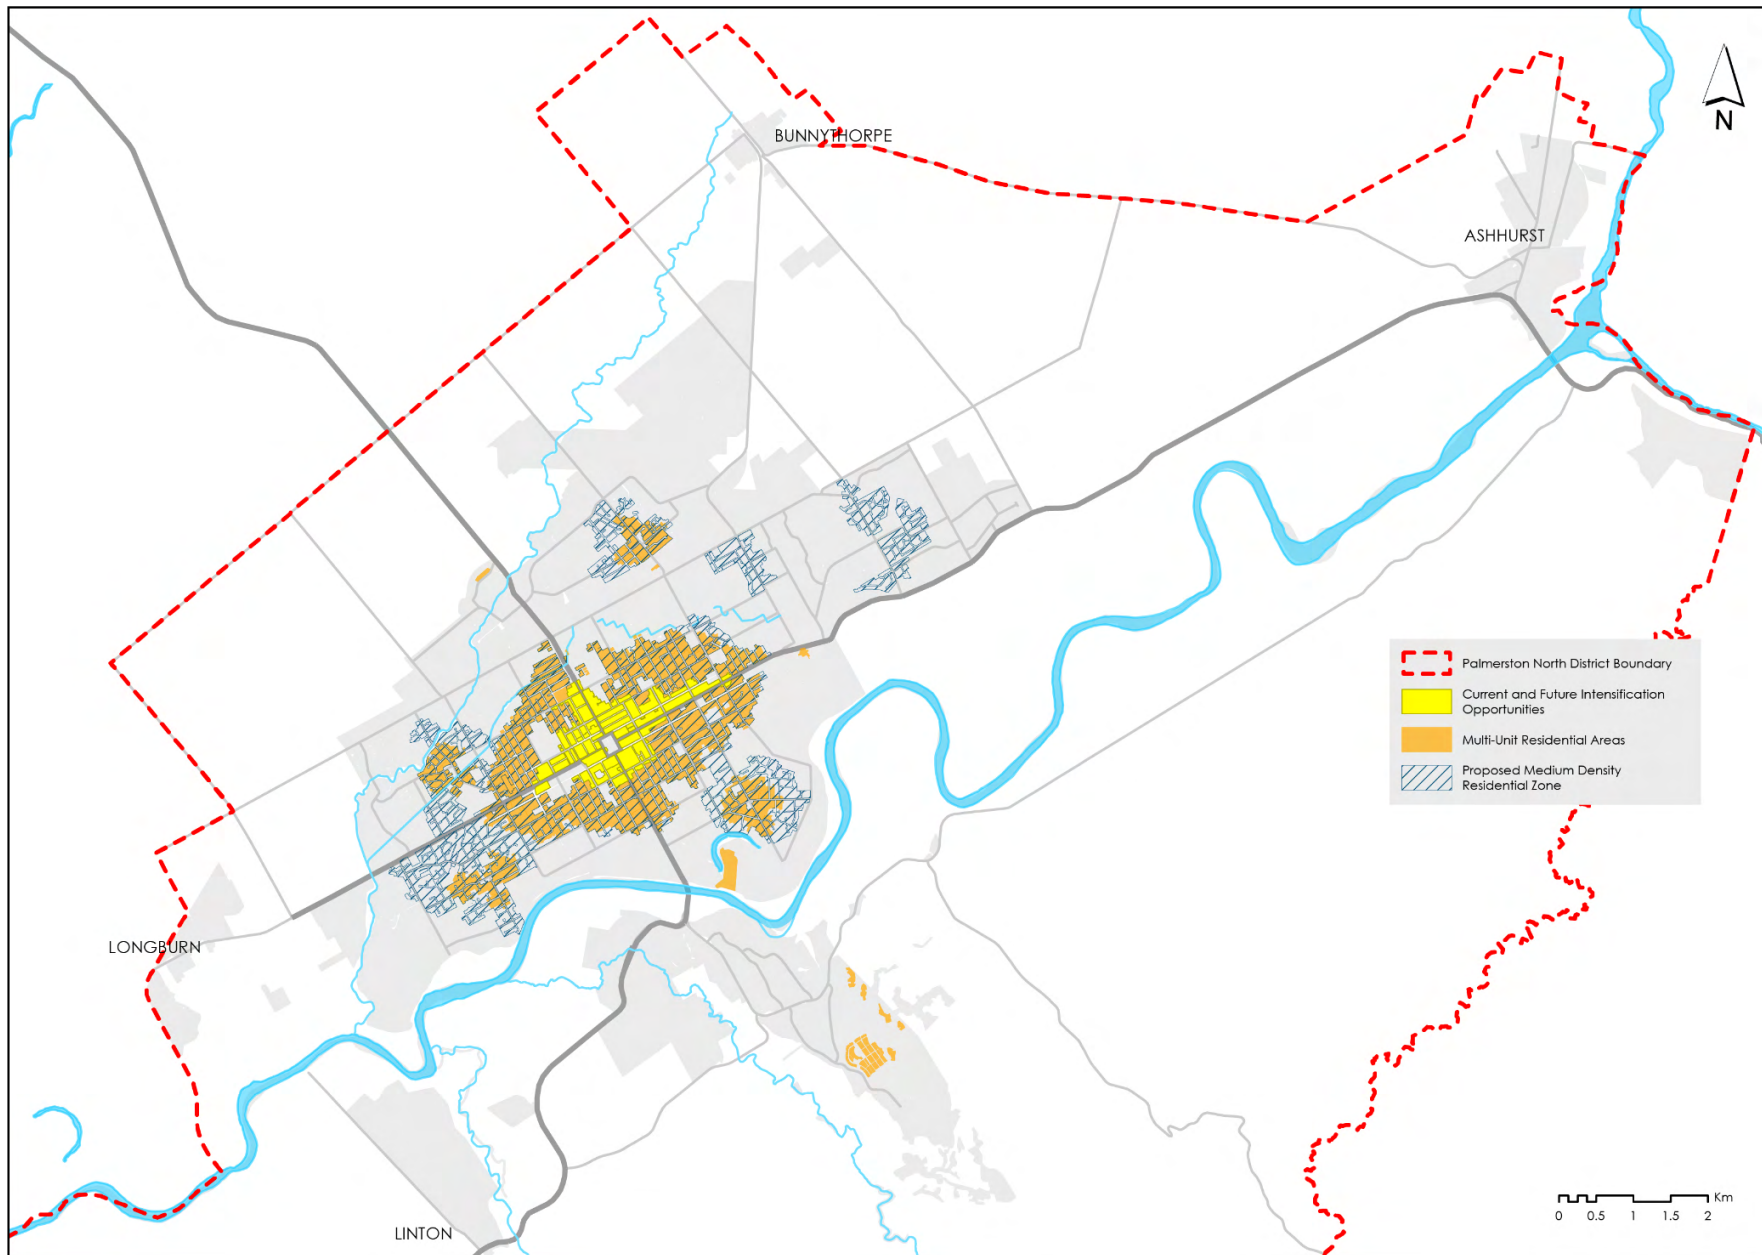 BUNNYTHORPE
N
ASHHURST
Palmerston North District Boundary
Current and Future Intensification
Opportunities
Multi-Unit Residential Areas
Proposed Medium Density
Residential Zone
LONGBURN
LINTON
Km
0 0.5 1 1.5 2